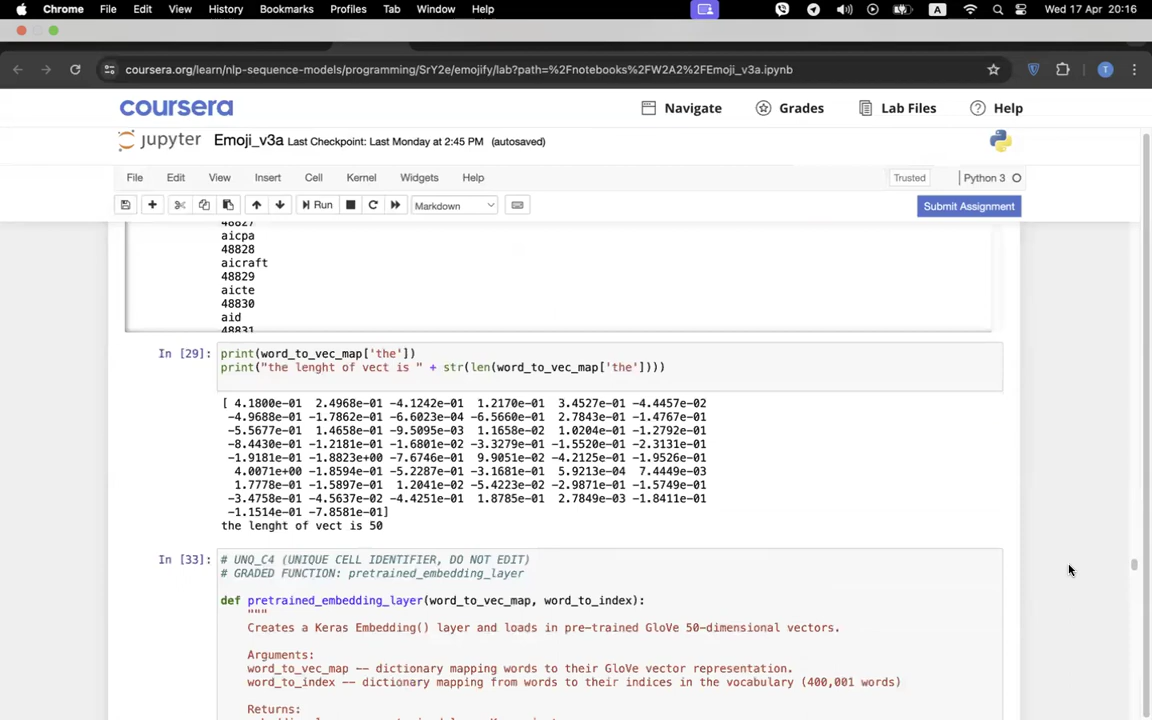 Chrome File Edit View History Bookmarks Profiles Tab Window Help A Wed 17 Apr 20:16
coursera.org/learn/nlp-sequence-models/programming/SrY2e/emojify/lab?path=%2Fnotebooks%2FW2A2%2FEmoji_v3a.ipynb T
coursera Navigate Grades Lab Files Help
jupyter Emoji_v3a Last Checkpoint: Last Monday at 2:45 PM (autosaved)
File Edit View Insert Cell Kernel Widgets Help Trusted Python 3
Run Markdown Submit Assignment
48827
aicpa
48828
aicraft
48829
aicte
48830
aid
48831
In [29]: print(word_to_vec_map['the'])
print("the lenght of vect is " + str(len(word_to_vec_map['the'])))
[ 4.1800e-01 2.4968e-01 -4.1242e-01 1.2170e-01 3.4527e-01 -4.4457e-02
-4.9688e-01 -1.7862e-01 -6.6023e-04 -6.5660e-01 2.7843e-01 -1.4767e-01
-5.5677e-01 1.4658e-01 -9.5095e-03 1.1658e-02 1.0204e-01 -1.2792e-01
-8.4430e-01 -1.2181e-01 -1.6801e-02 -3.3279e-01 -1.5520e-01 -2.3131e-01
-1.9181e-01 -1.8823e+00 -7.6746e-01 9.9051e-02 -4.2125e-01 -1.9526e-01
4.0071e+00 -1.8594e-01 -5.2287e-01 -3.1681e-01 5.9213e-04 7.4449e-03
1.7778e-01 -1.5897e-01 1.2041e-02 -5.4223e-02 -2.9871e-01 -1.5749e-01
-3.4758e-01 -4.5637e-02 -4.4251e-01 1.8785e-01 2.7849e-03 -1.8411e-01
-1.1514e-01 -7.8581e-01]
the lenght of vect is 50
In [33]: # UNQ_C4 (UNIQUE CELL IDENTIFIER, DO NOT EDIT)
# GRADED FUNCTION: pretrained_embedding_layer
def pretrained_embedding_layer(word_to_vec_map, word_to_index):
"""
Creates a Keras Embedding() layer and loads in pre-trained GloVe 50-dimensional vectors.
Arguments:
word_to_vec_map -- dictionary mapping words to their GloVe vector representation.
word_to_index -- dictionary mapping from words to their indices in the vocabulary (400,001 words)
Returns: